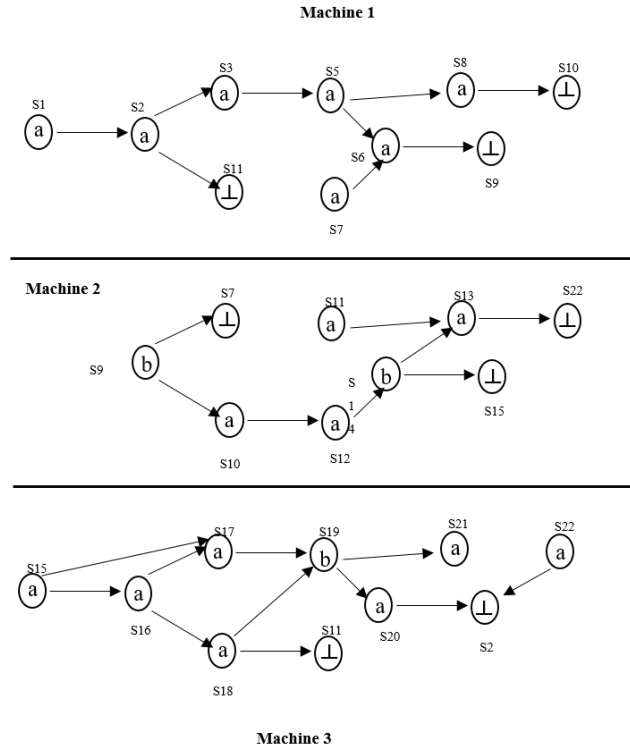 Machine 1
S3 S5 S8 S10
S1 a a a ⊥
a S2 a
S6 a ⊥
S11 ⊥ S9
a
S7
Machine 2
S7 S11 S13 S22
⊥ a a ⊥
S9 b S
1
4 b ⊥
a a S15
S10 S12
S17 S19 S21 S22
S15 a b a a
a a a ⊥
S16 S11 S20 S2
a ⊥
S18
Machine 3